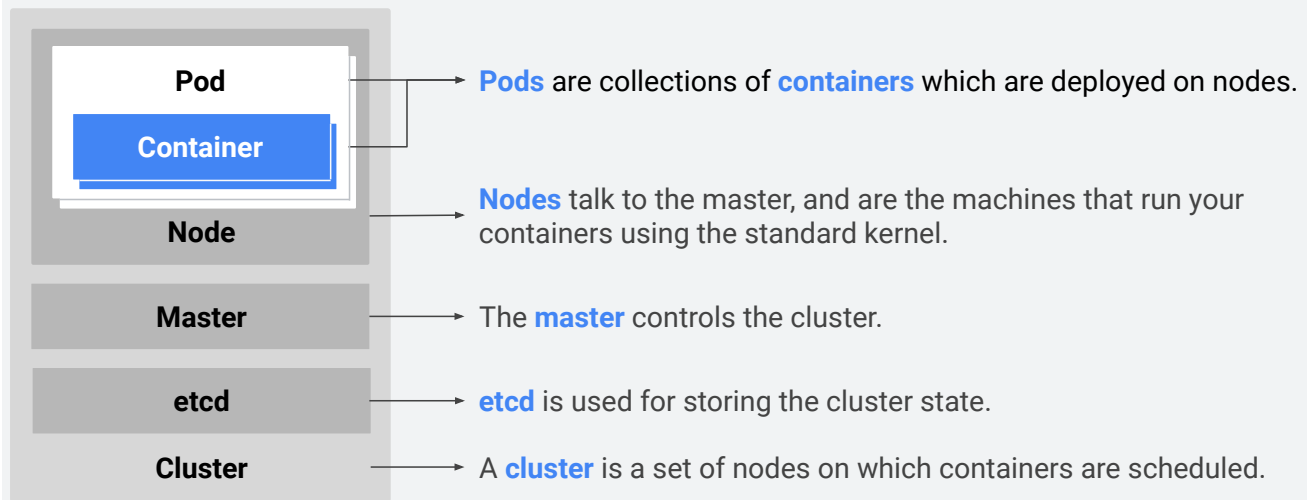 Pod
Container
Node
Master
etcd
Cluster
Pods are collections of containers which are deployed on nodes.
Nodes talk to the master, and are the machines that run your
containers using the standard kernel.
The master controls the cluster.
etcd is used for storing the cluster state.
A cluster is a set of nodes on which containers are scheduled.